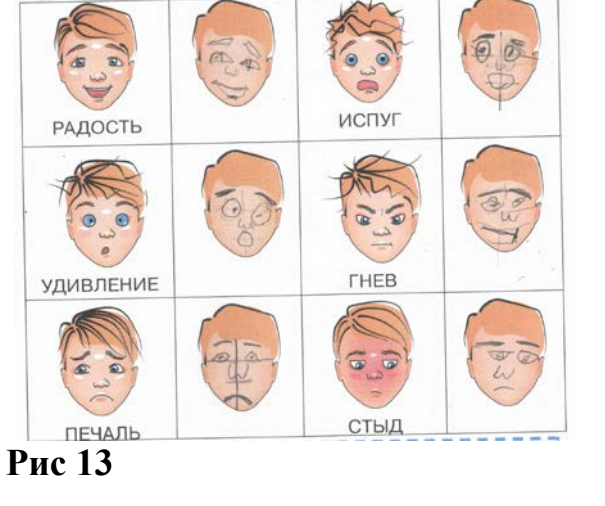 РАДОСТЬ
ИСПУГ
УДИВЛЕНИЕ
ГНЕВ
ПЕЧАЛЬ
СТЫД
Рис 13